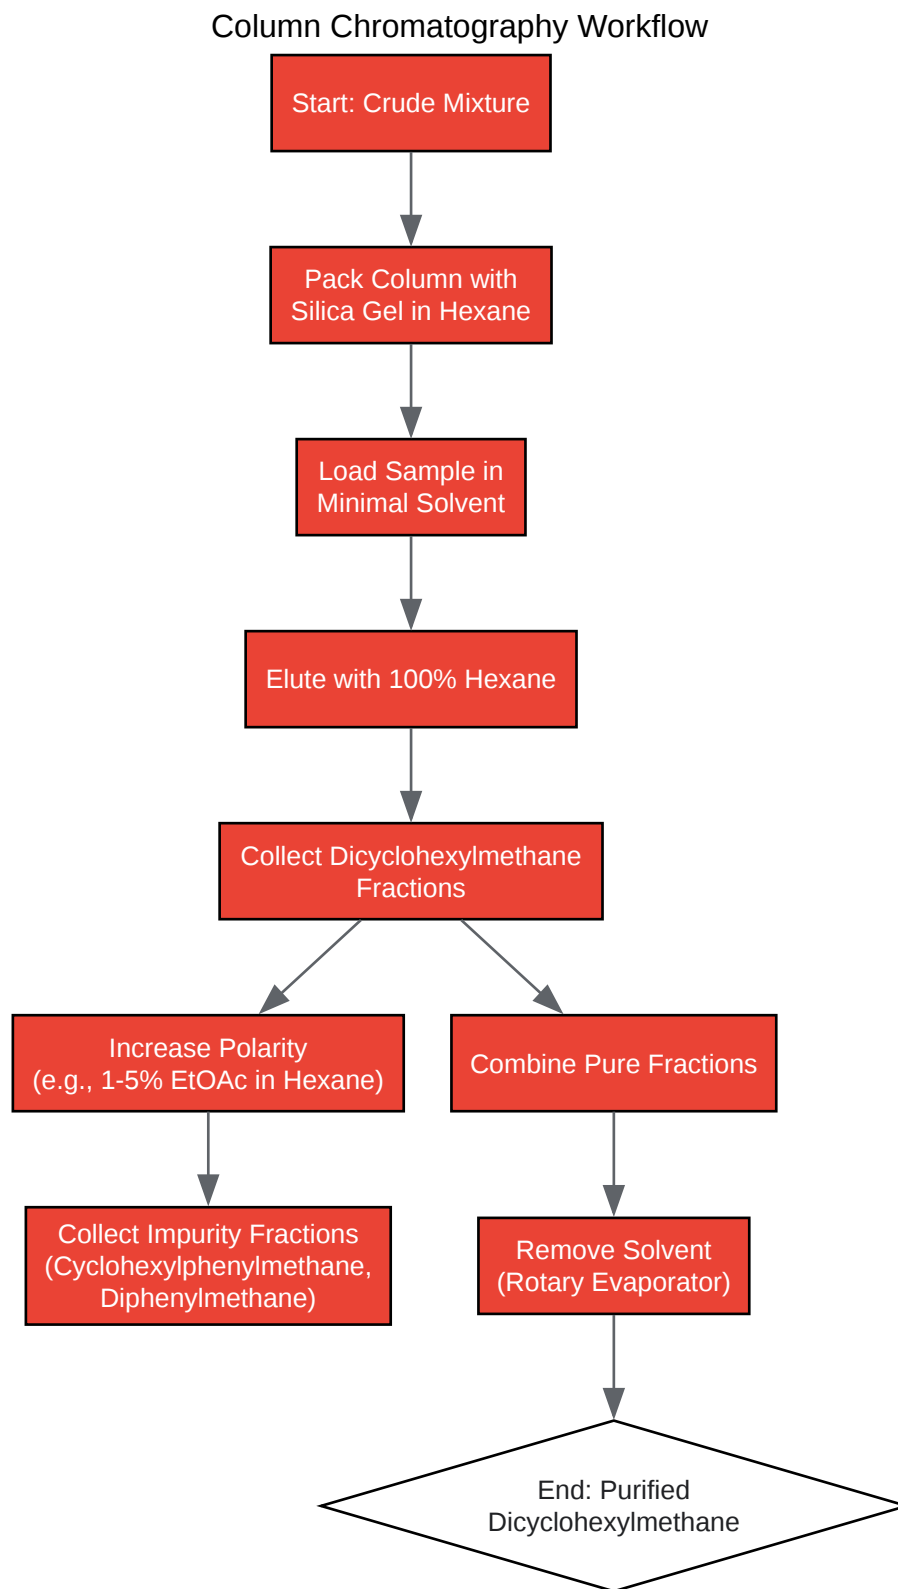 Column Chromatography Workflow
Start: Crude Mixture
Pack Column with
Silica Gel in Hexane
Load Sample in
Minimal Solvent
Elute with 100% Hexane
Collect Dicyclohexylmethane
Fractions
Increase Polarity
(e.g., 1-5% EtOAc in Hexane)
Combine Pure Fractions
Collect Impurity Fractions
(Cyclohexylphenylmethane,
Diphenylmethane)
Remove Solvent
(Rotary Evaporator)
End: Purified
Dicyclohexylmethane